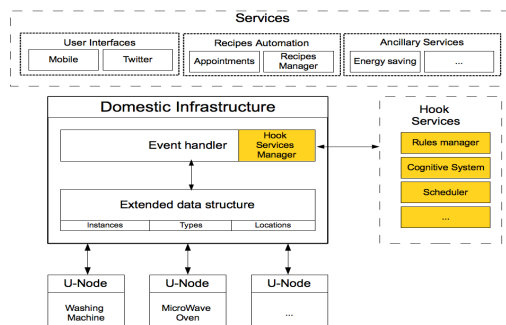 Services
User Interfaces
Mobile
Twitter
Recipes Automation
Appointments
Recipes
Manager
Ancillary Services
Energy saving
...
Domestic Infrastructure
Event handler
Hook
Services
Manager
Extended data structure
Instances
Types
Locations
Hook
Services
Rules manager
Cognitive System
Scheduler
...
U-Node
Washing
Machine
U-Node
MicroWave
Oven
U-Node
...